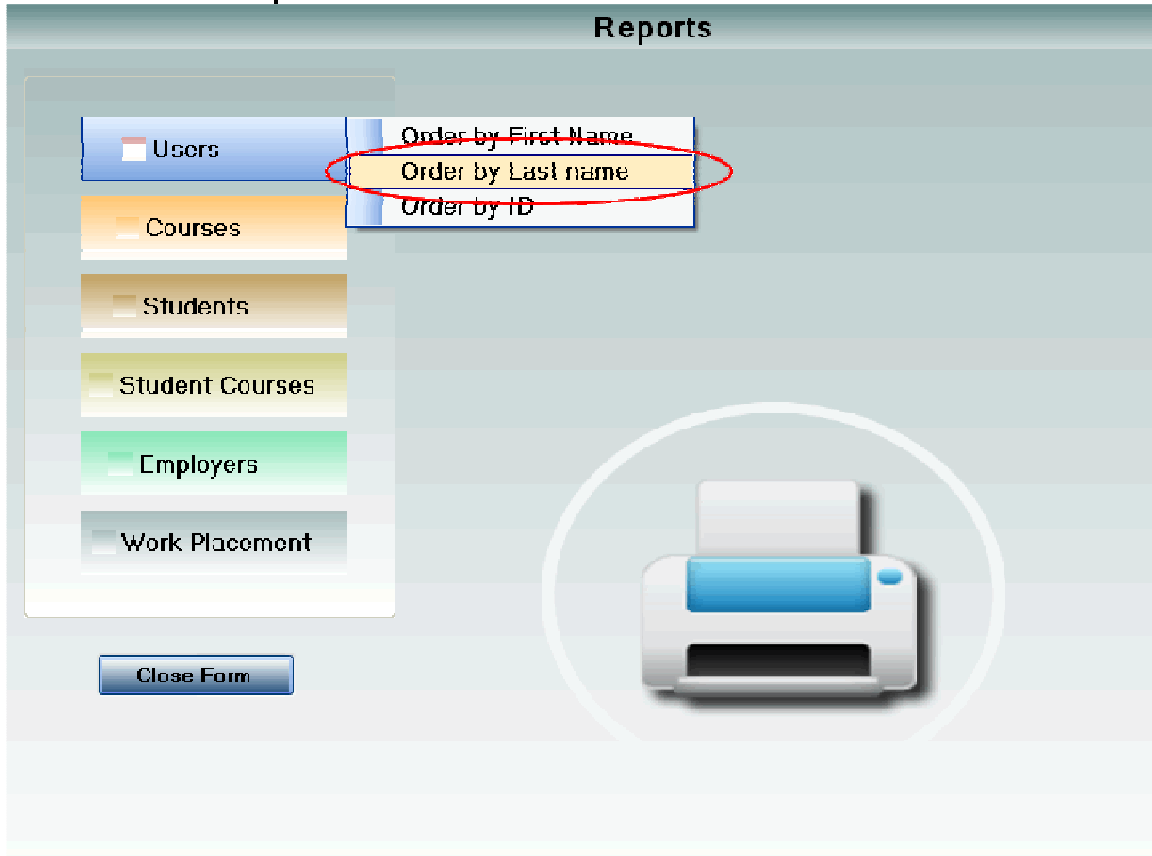 Reports
Users
Order by First Name
Order by Last name
Order by ID
Courses
Students
Student Courses
Employers
Work Placement
Close Form